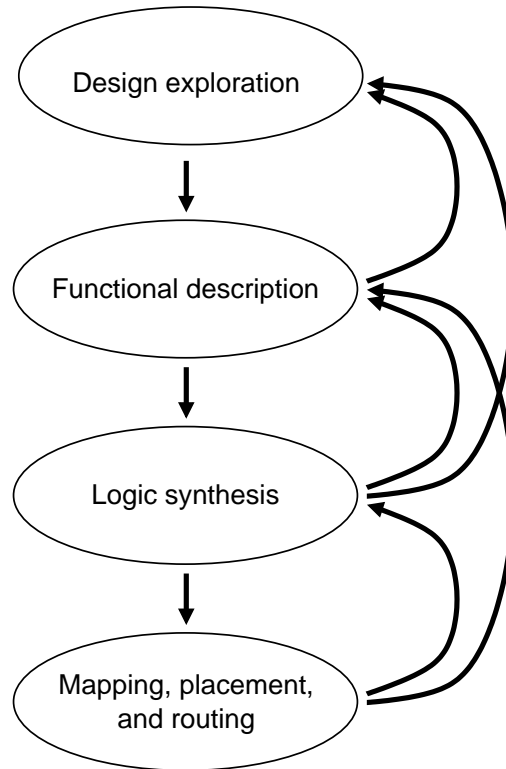 Design exploration
Functional description
Logic synthesis
Mapping, placement,
and routing